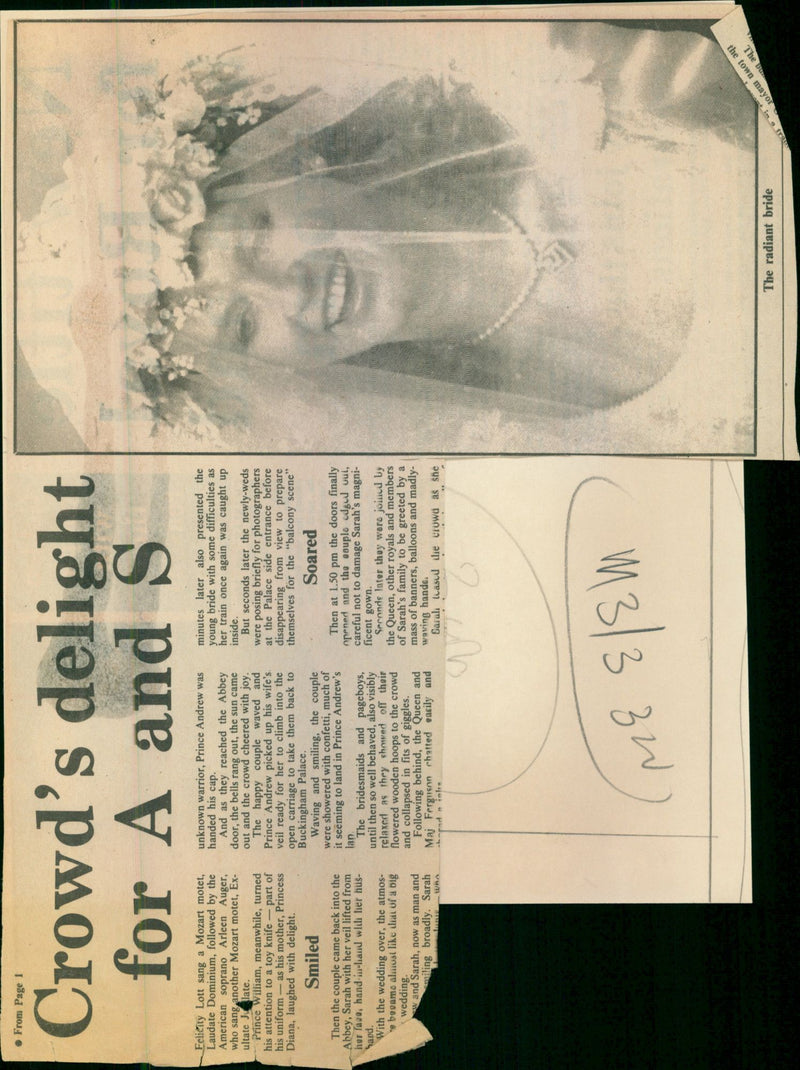 ● From Page 1
Crowd's delight
for A and S
Felicity Lott sang a Mozart motet,
Laudate Dominium, followed by the
American soprano Arleen Auger,
who sang another Mozart motet, Ex-
ultate
Prince William, meanwhile, turned
his attention to a toy knife — part of
his uniform — as his mother, Princess
Diana, laughed with delight.
Smiled
Then the couple came back into the
Abbey, Sarah with her veil lifted from
her face, hand-in-hand with her hus-
band.
With the wedding over, the atmos-
became almost like that of a big
wedding.
and Sarah, now as man and
smiling broadly. Sarah
unknown warrior, Prince Andrew was
handed his cap.
And as they reached the Abbey
door, the bells rang out, the sun came
out and the crowd cheered with joy.
The happy couple waved and
Prince Andrew picked up his wife's
veil ready for her to climb into the
open carriage to take them back to
Buckingham Palace.
Waving and smiling, the couple
were showered with confetti, much of
it seeming to land in Prince Andrew's
lap.
The bridesmaids and pageboys,
until then so well behaved, also visibly
relaxed as they showed off their
flowered wooden hoops to the crowd
and collapsed in fits of giggles.
Following behind, the Queen and
Maj Ferguson chatted easily and
minutes later also presented the
young bride with some difficulties as
her train once again was caught up
inside.
But seconds later the newly-weds
were posing briefly for photographers
at the Palace side entrance before
disappearing from view to prepare
themselves for the "balcony scene"
Soared
Then at 1.50 pm the doors finally
opened and the couple edged out,
careful not to damage Sarah's magni-
ficent gown.
Seconds later they were joined by
the Queen, other royals and members
of Sarah's family to be greeted by a
mass of banners, balloons and madly-
waving hands.
Sarah teased the crowd as she
The radiant bride
The
the town mayor
in a